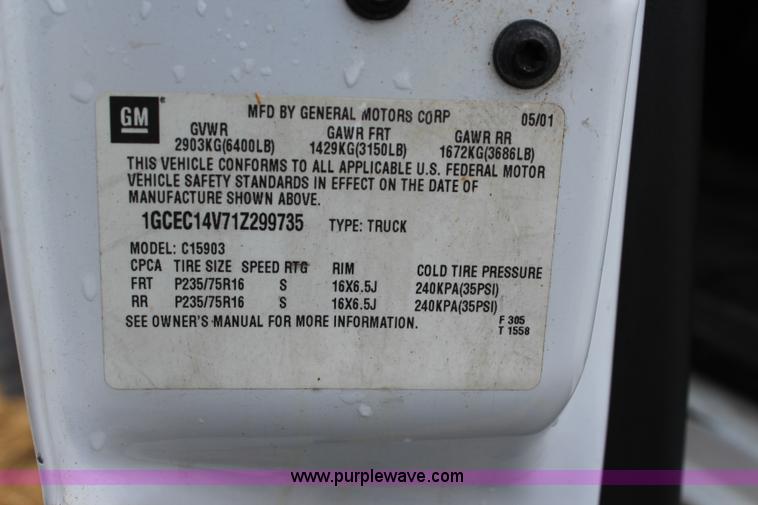 GM MFD BY GENERAL MOTORS CORP 05/01
GVWR GAWR FRT GAWR RR
2903KG(6400LB) 1429KG(3150LB) 1672KG(3686LB)
THIS VEHICLE CONFORMS TO ALL APPLICABLE U.S. FEDERAL MOTOR
VEHICLE SAFETY STANDARDS IN EFFECT ON THE DATE OF
MANUFACTURE SHOWN ABOVE.
1GCEC14V71Z299735 TYPE: TRUCK
MODEL: C15903
CPCA TIRE SIZE SPEED RTG RIM COLD TIRE PRESSURE
FRT P235/75R16 S 16X6.5J 240KPA(35PSI)
RR P235/75R16 S 16X6.5J 240KPA(35PSI)
SEE OWNER'S MANUAL FOR MORE INFORMATION. F 305
T 1558
www.purplewave.com